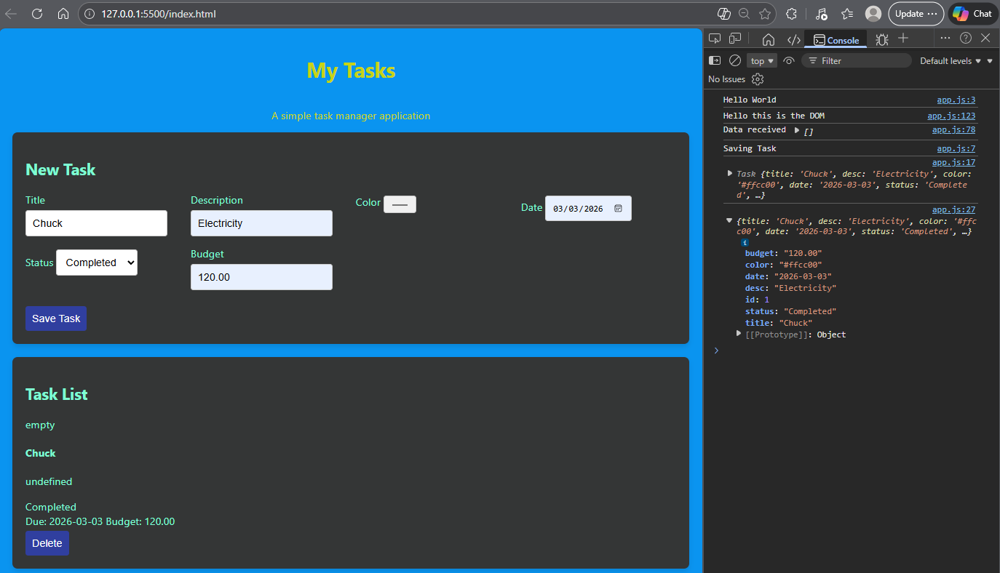 127.0.0.1:5500/index.html
Update
Chat
My Tasks
A simple task manager application
New Task
Title
Description
Color
Date
03/03/2026
Chuck
Electricity
Status
Completed
Budget
120.00
Save Task
Task List
empty
Chuck
undefined
Completed
Due: 2026-03-03 Budget: 120.00
Delete
Console
top
Filter
Default levels
No Issues
Hello World app.js:3
Hello this is the DOM app.js:123
Data received [] app.js:78
Saving Task app.js:7
app.js:17
Task {title: 'Chuck', desc: 'Electricity', color:
'#ffcc00', date: '2026-03-03', status: 'Complete
d', …}
app.js:27
{title: 'Chuck', desc: 'Electricity', color: '#ffc
c00', date: '2026-03-03', status: 'Completed', …}
i
budget: "120.00"
color: "#ffcc00"
date: "2026-03-03"
desc: "Electricity"
id: 1
status: "Completed"
title: "Chuck"
[[Prototype]]: Object